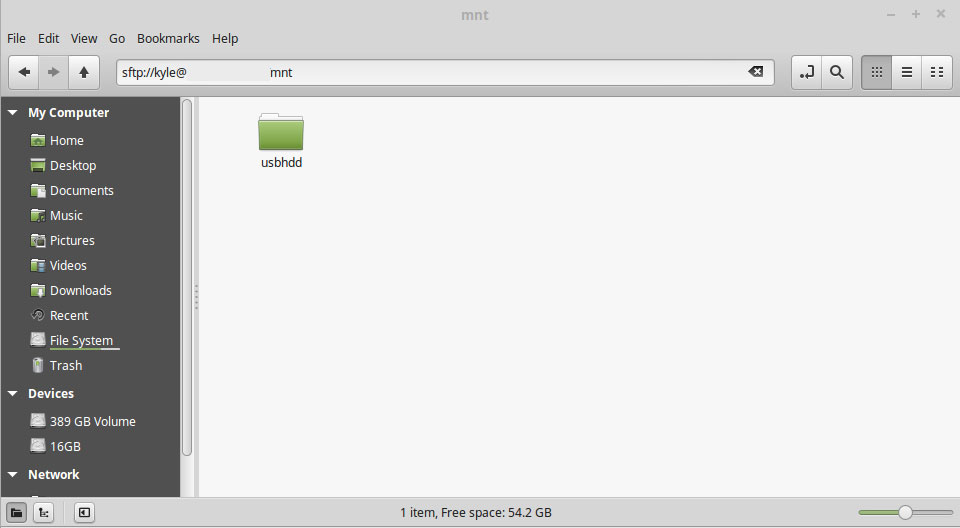 mnt
File Edit View Go Bookmarks Help
sftp://kyle@ mnt
My Computer
Home
Desktop
Documents
Music
Pictures
Videos
Downloads
Recent
File System
Trash
Devices
389 GB Volume
16GB
Network
usbhdd
1 item, Free space: 54.2 GB